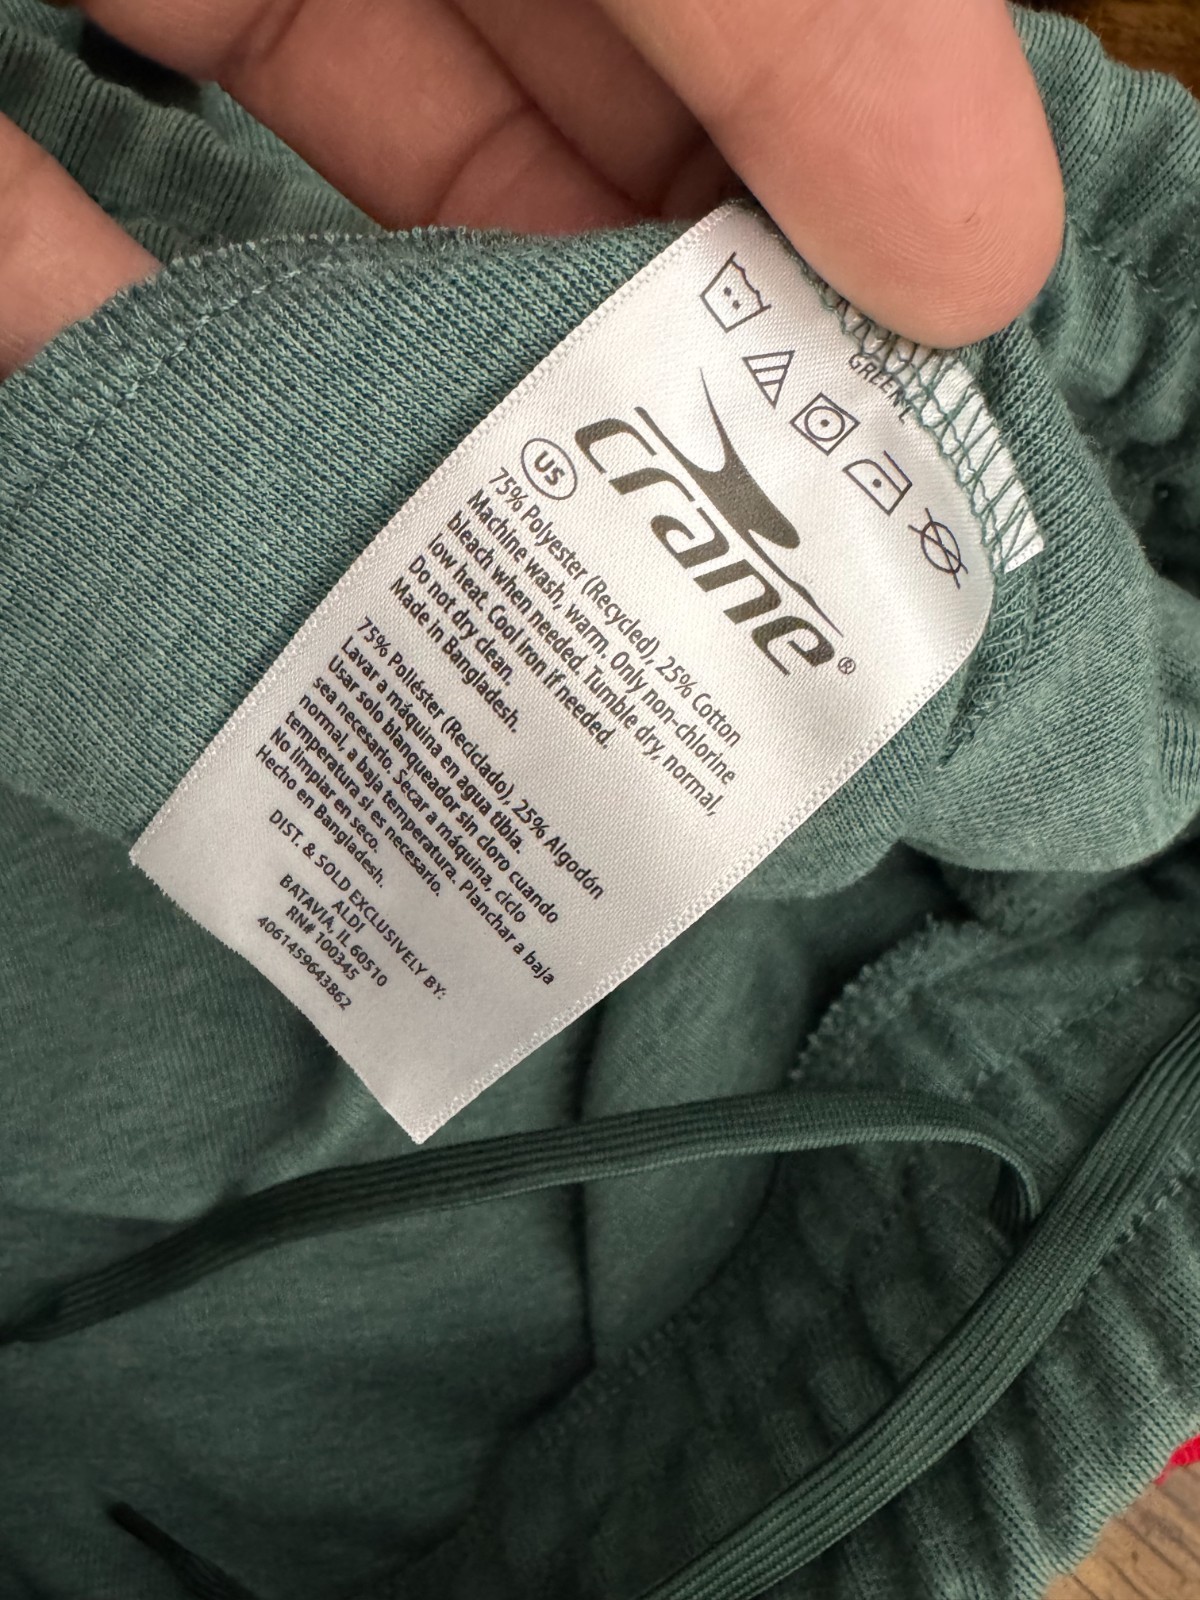 GREEN L
crane®
US
75% Polyester (Recycled), 25% Cotton
Machine wash, warm. Only non-chlorine
bleach when needed. Tumble dry, normal,
low heat. Cool iron if needed.
Do not dry clean.
Made in Bangladesh.
75% Poliéster (Reciclado), 25% Algodón
Lavar a máquina en agua tibia.
Usar solo blanqueador sin cloro cuando
sea necesario. Secar a máquina, ciclo
normal, a baja temperatura. Planchar a baja
temperatura si es necesario.
No limpiar en seco.
Hecho en Bangladesh.
DIST. & SOLD EXCLUSIVELY BY:
ALDI
BATAVIA, IL 60510
RN# 100345
4061459643862